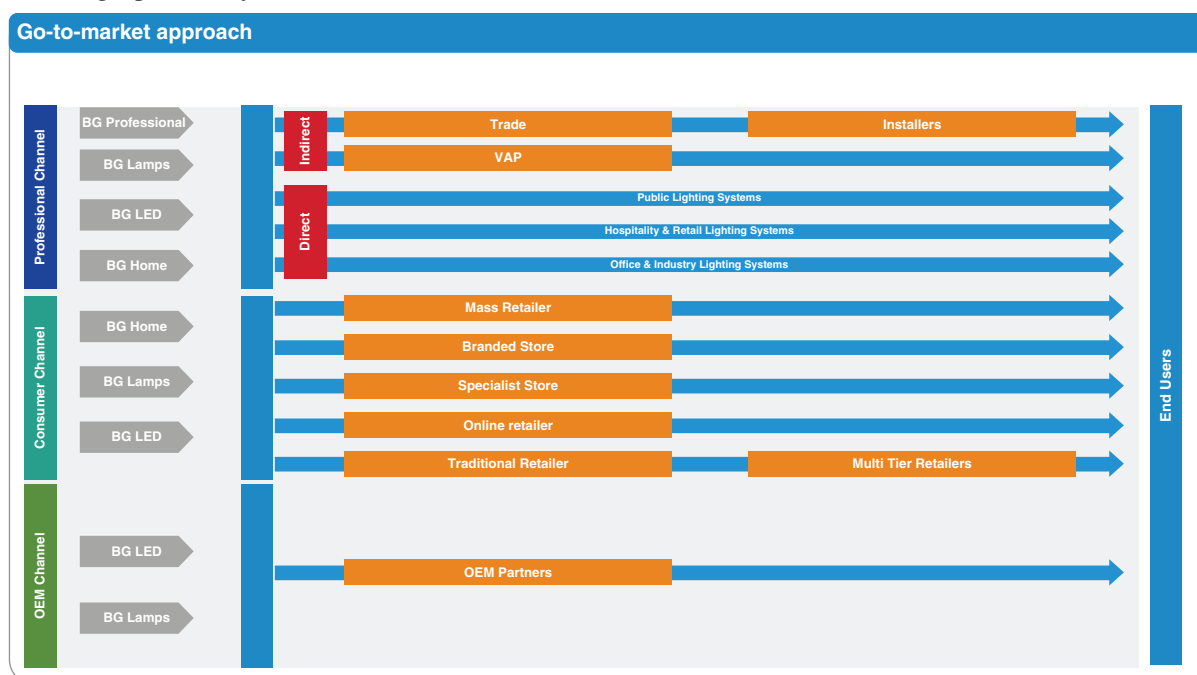 Go-to-market approach
Professional Channel
BG Professional
BG Lamps
BG LED
BG Home
Indirect
Trade
Installers
VAP
Direct
Public Lighting Systems
Hospitality & Retail Lighting Systems
Office & Industry Lighting Systems
Consumer Channel
BG Home
BG Lamps
BG LED
Mass Retailer
Branded Store
Specialist Store
Online retailer
Traditional Retailer
Multi Tier Retailers
OEM Channel
BG LED
BG Lamps
OEM Partners
End Users